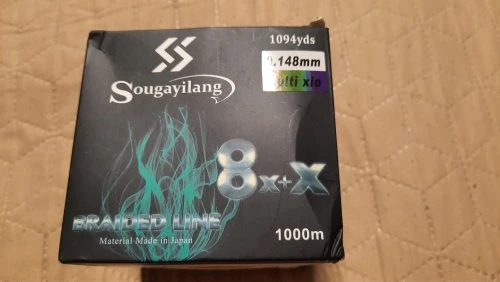 1094yds
0.148mm
Multi xio
Sougayilang
8x+X
BRAIDED LINE
Material Made in Japan
1000m